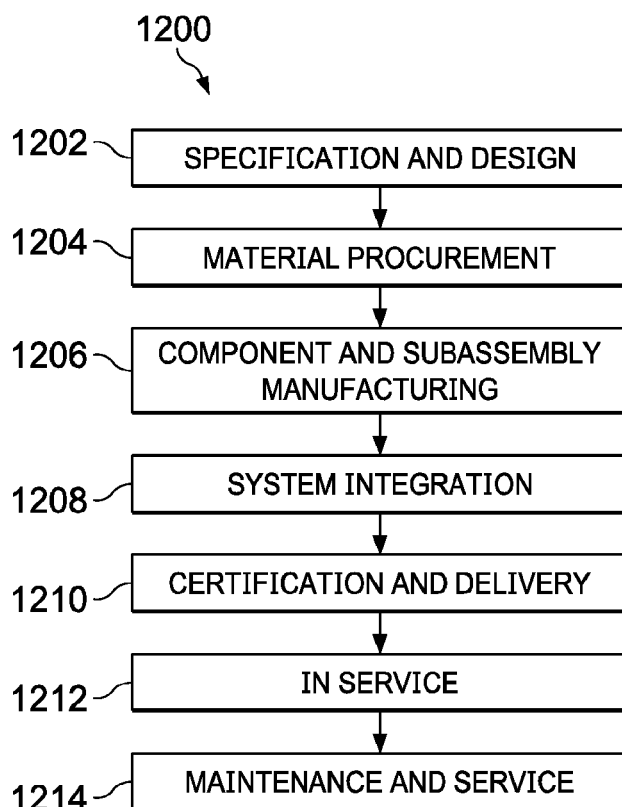 1200
1202
SPECIFICATION AND DESIGN
1204
MATERIAL PROCUREMENT
1206
COMPONENT AND SUBASSEMBLY
MANUFACTURING
1208
SYSTEM INTEGRATION
1210
CERTIFICATION AND DELIVERY
1212
IN SERVICE
1214
MAINTENANCE AND SERVICE